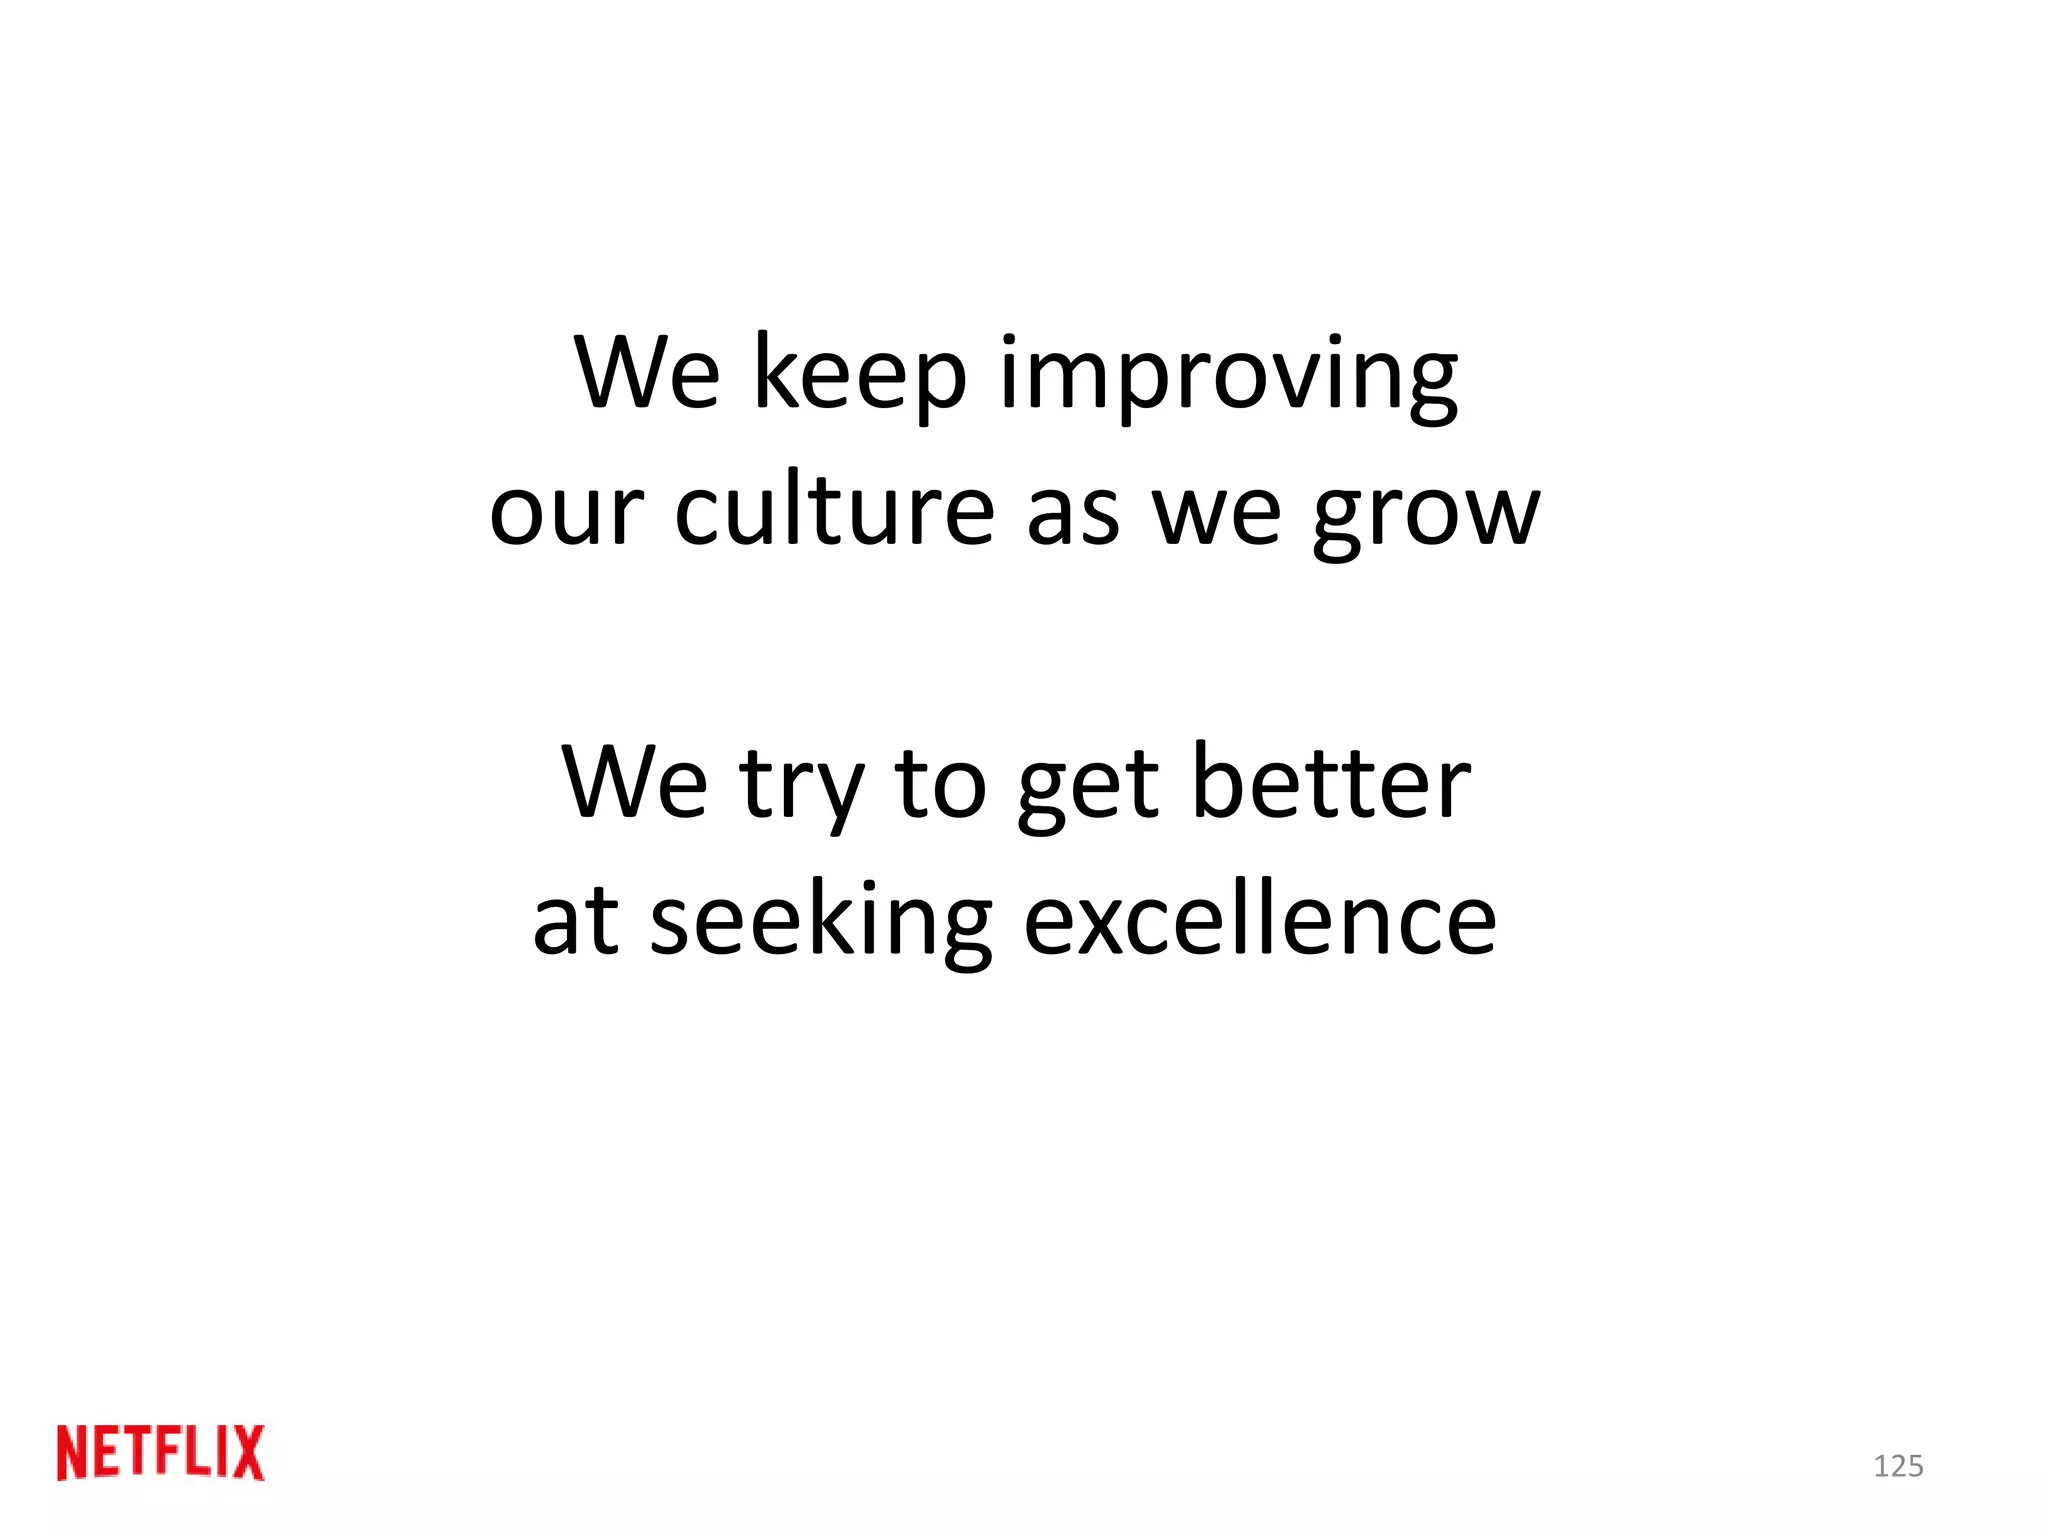 We keep improving
our culture as we grow
We try to get better
at seeking excellence
NETFLIX
125